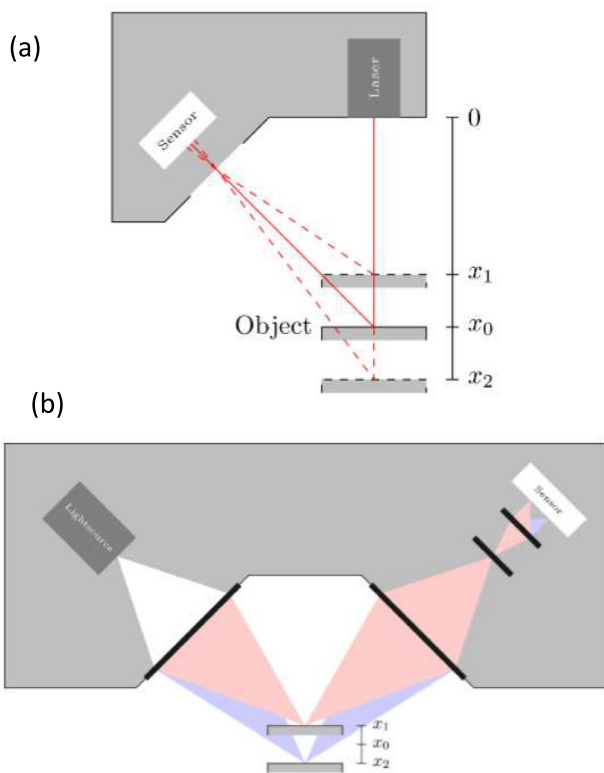 (a)
Laser
Sensor
0
x₁
Object
x₀
x₂
(b)
Lightsource
Sensor
x₁
x₀
x₂